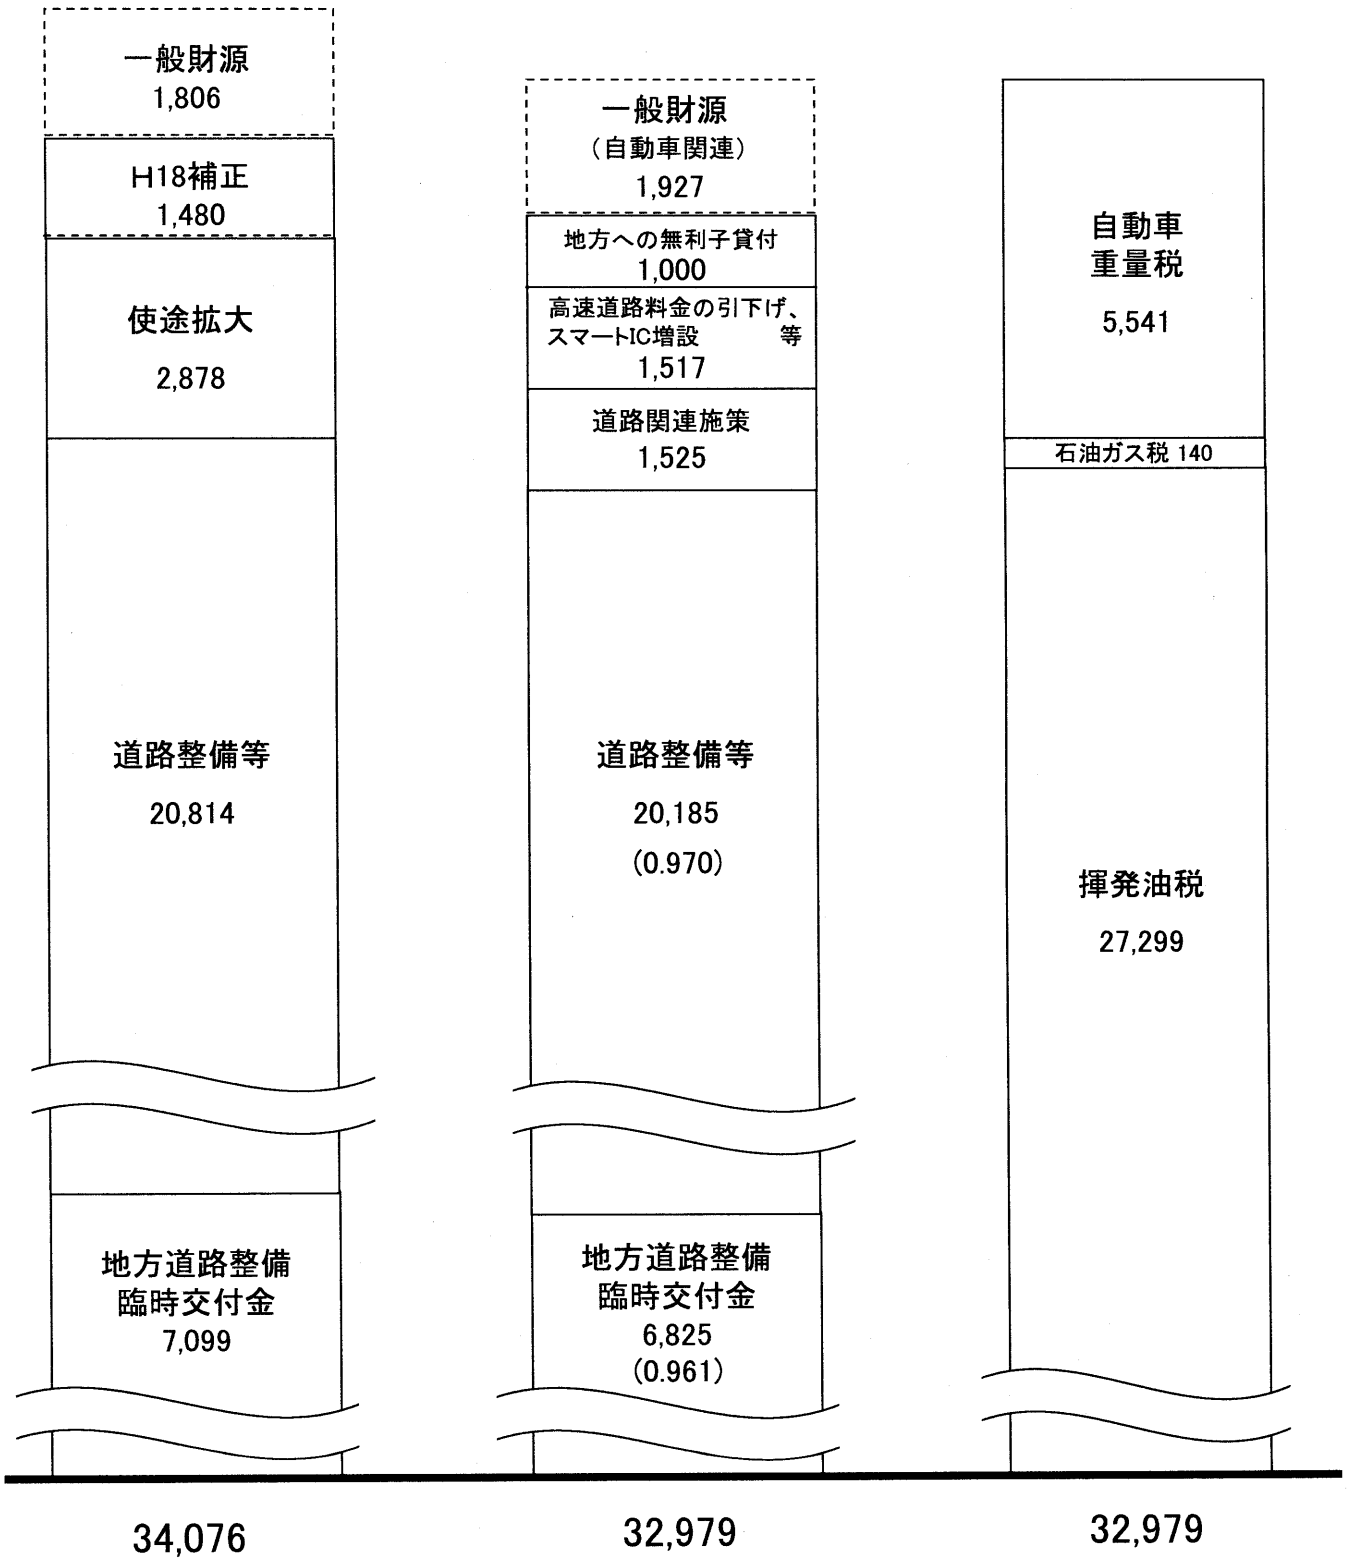 一般財源
1,806
H18補正
1,480
使途拡大
2,878
道路整備等
20,814
地方道路整備
臨時交付金
7,099
34,076
一般財源
（自動車関連）
1,927
地方への無利子貸付
1,000
高速道路料金の引下げ、
スマートIC増設 等
1,517
道路関連施策
1,525
道路整備等
20,185
(0.970)
地方道路整備
臨時交付金
6,825
(0.961)
32,979
自動車
重量税
5,541
石油ガス税 140
揮発油税
27,299
32,979